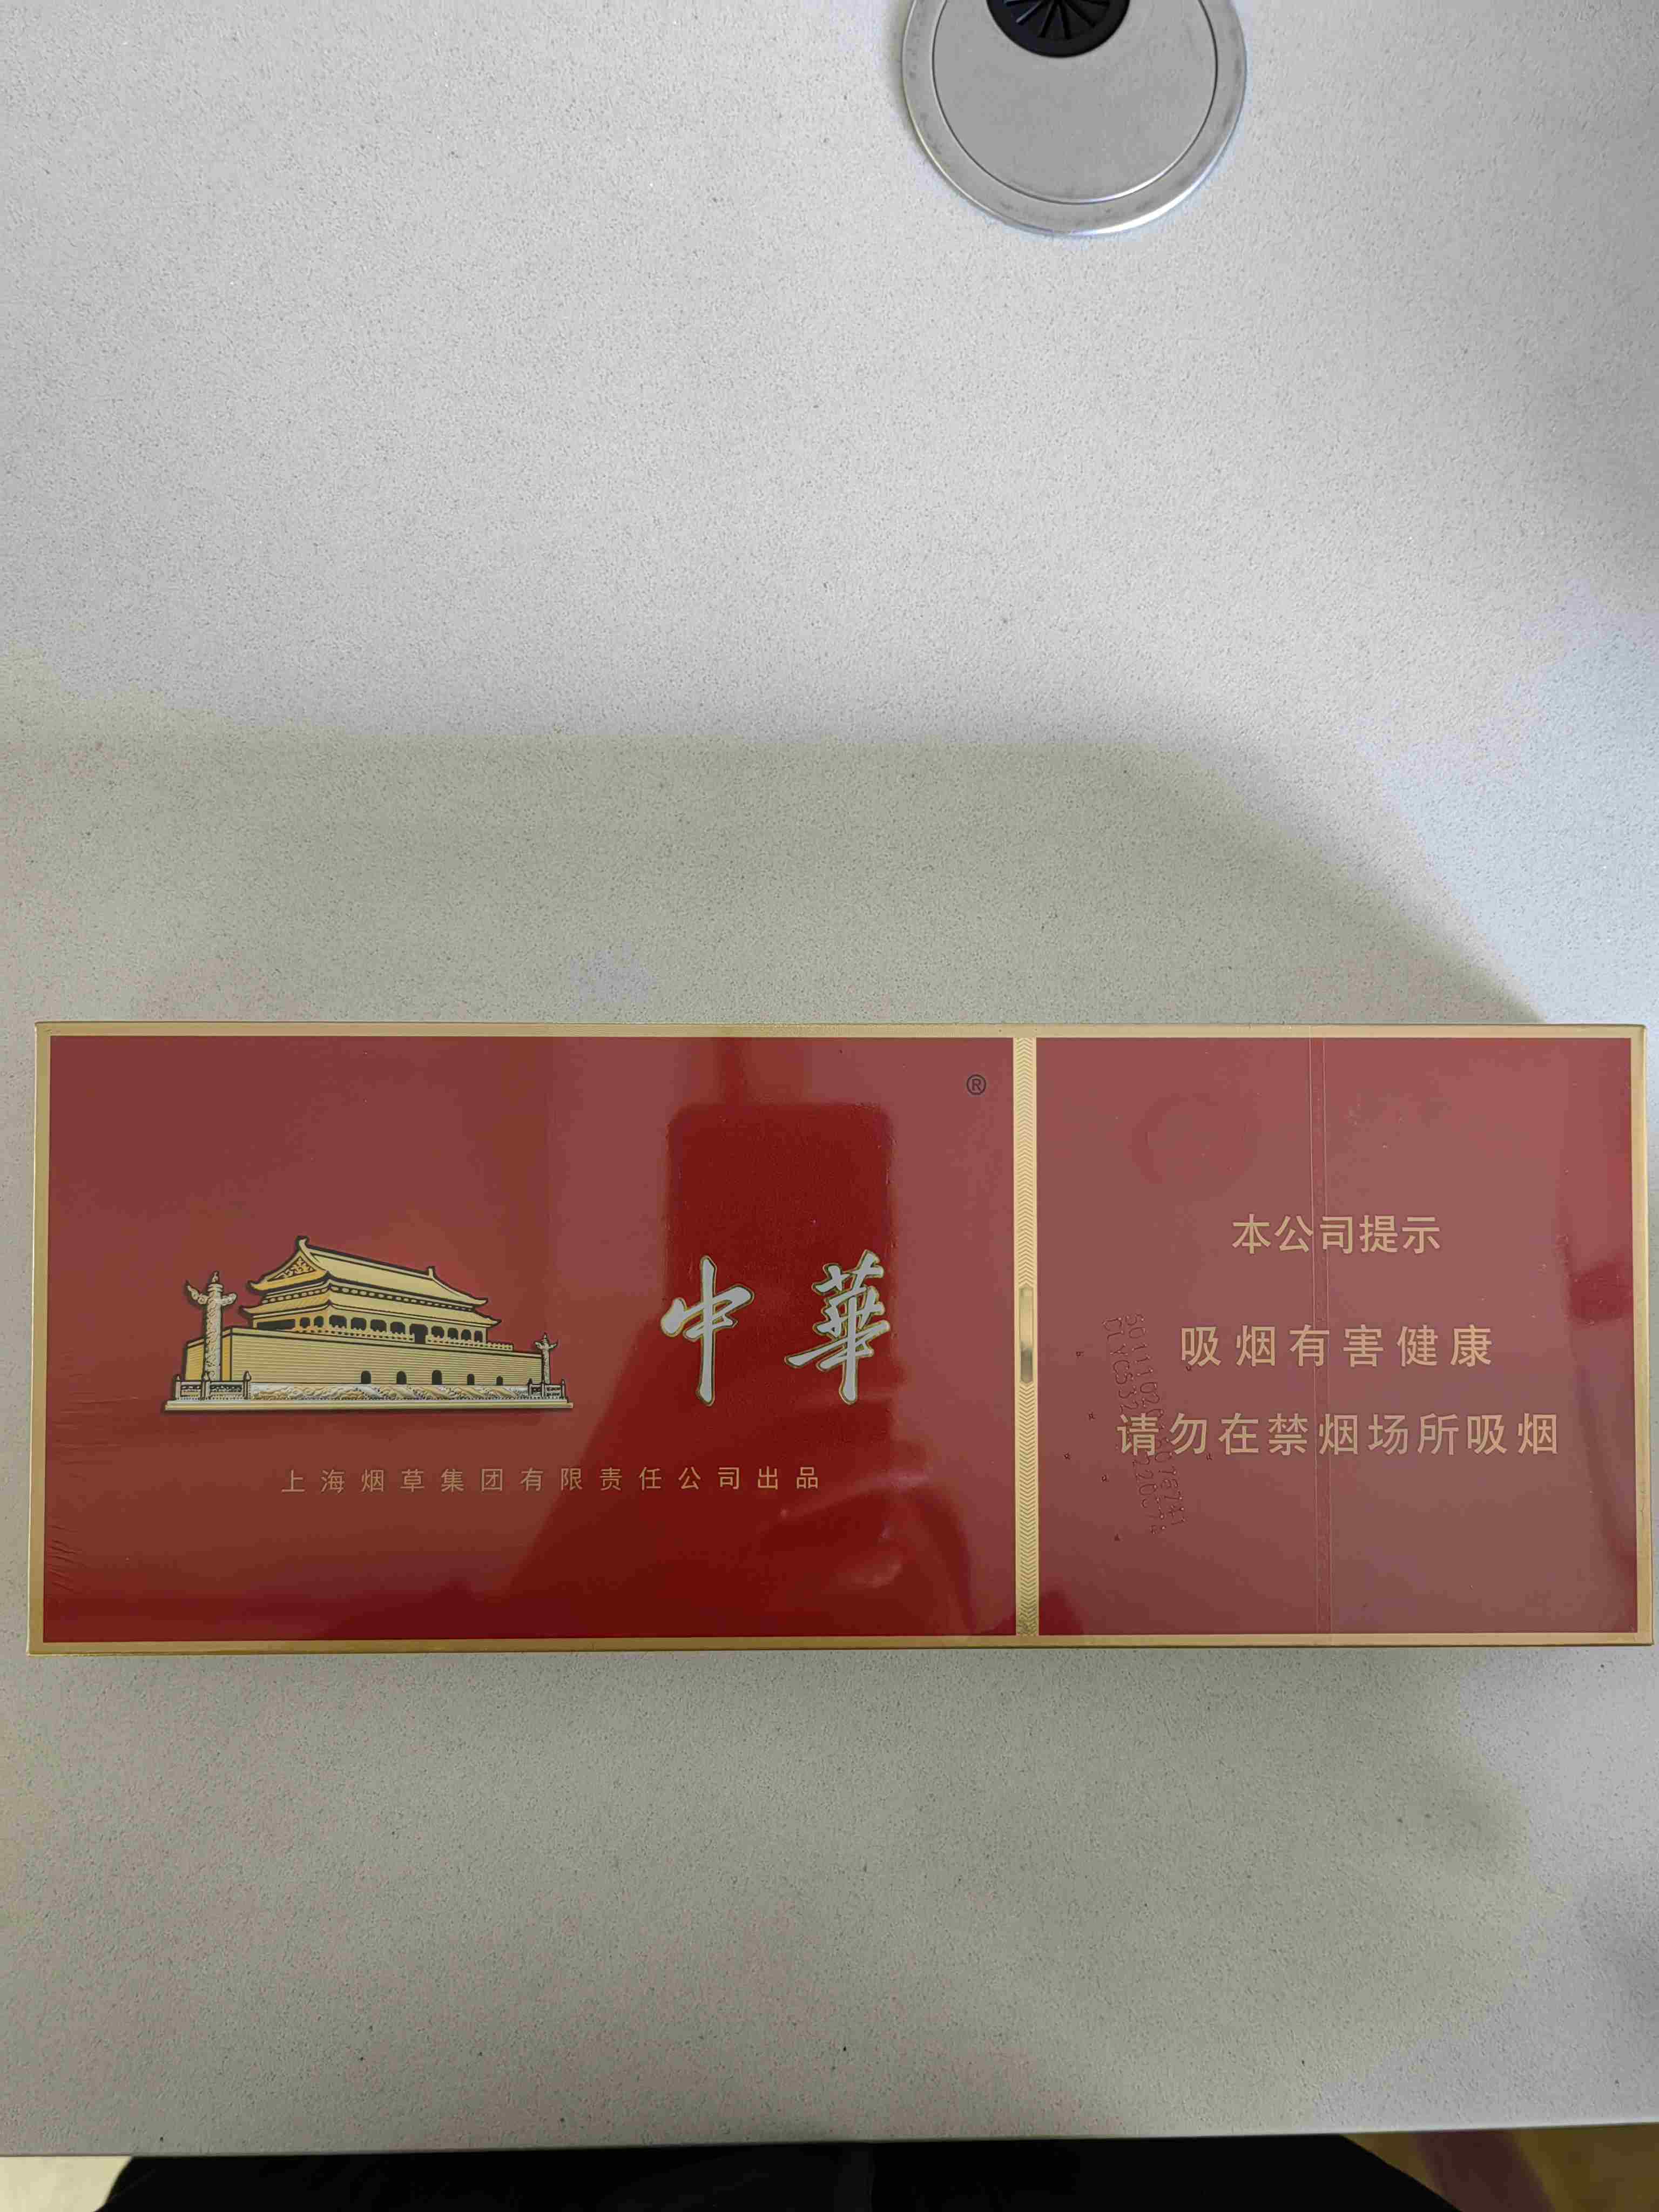 ®
中華
上海烟草集团有限责任公司出品
本公司提示
吸烟有害健康
请勿在禁烟场所吸烟